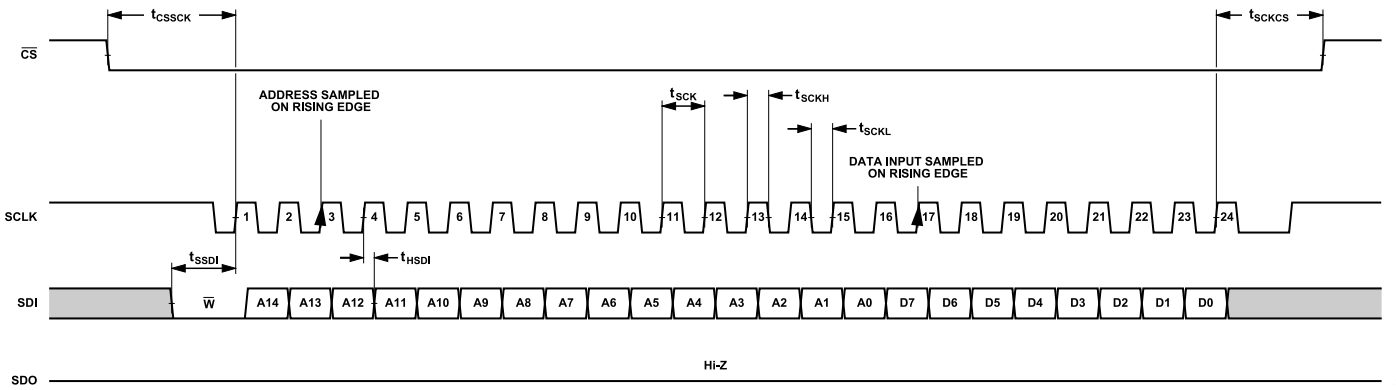 tCSSCK
tSCKCS
CS
ADDRESS SAMPLED
ON RISING EDGE
tSCK
tSCKH
tSCKL
DATA INPUT SAMPLED
ON RISING EDGE
SCLK 1 2 3 4 5 6 7 8 9 10 11 12 13 14 15 16 17 18 19 20 21 22 23 24
tSSDI
tHSDI
SDI W A14 A13 A12 A11 A10 A9 A8 A7 A6 A5 A4 A3 A2 A1 A0 D7 D6 D5 D4 D3 D2 D1 D0
Hi-Z
SDO